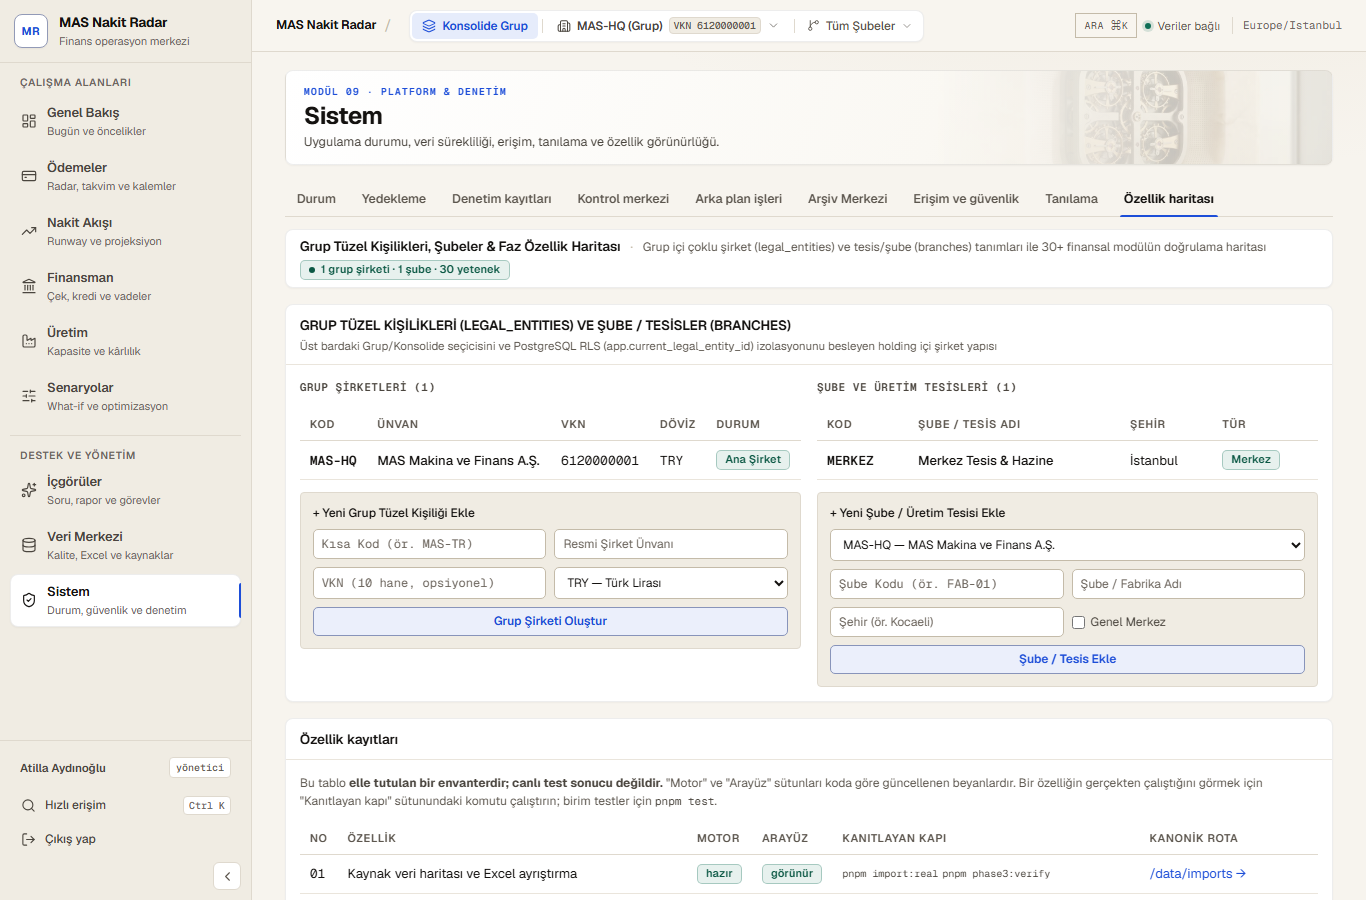 MR
MAS Nakit Radar
Finans operasyon merkezi
ÇALIŞMA ALANLARI
Genel Bakış
Bugün ve öncelikler
Ödemeler
Radar, takvim ve kalemler
Nakit Akışı
Runway ve projeksiyon
Finansman
Çek, kredi ve vadeler
Üretim
Kapasite ve kârlılık
Senaryolar
What-if ve optimizasyon
DESTEK VE YÖNETİM
İçgörüler
Soru, rapor ve görevler
Veri Merkezi
Kalite, Excel ve kaynaklar
Sistem
Durum, güvenlik ve denetim
Atilla Aydınoğlu yönetici
Hızlı erişim Ctrl K
Çıkış yap
MAS Nakit Radar / Konsolide Grup MAS-HQ (Grup) VKN 6120000001 Tüm Şubeler ARA ⌘K Veriler bağlı Europe/Istanbul
MODÜL 09 · PLATFORM & DENETİM
Sistem
Uygulama durumu, veri sürekliliği, erişim, tanılama ve özellik görünürlüğü.
Durum Yedekleme Denetim kayıtları Kontrol merkezi Arka plan işleri Arşiv Merkezi Erişim ve güvenlik Tanılama Özellik haritası
Grup Tüzel Kişilikleri, Şubeler & Faz Özellik Haritası · Grup içi çoklu şirket (legal_entities) ve tesis/şube (branches) tanımları ile 30+ finansal modülün doğrulama haritası
1 grup şirketi · 1 şube · 30 yetenek
GRUP TÜZEL KİŞİLİKLERİ (LEGAL_ENTITIES) VE ŞUBE / TESİSLER (BRANCHES)
Üst bardaki Grup/Konsolide seçicisini ve PostgreSQL RLS (app.current_legal_entity_id) izolasyonunu besleyen holding içi şirket yapısı
GRUP ŞİRKETLERİ (1)
KOD ÜNVAN VKN DÖVİZ DURUM
MAS-HQ MAS Makina ve Finans A.Ş. 6120000001 TRY Ana Şirket
+ Yeni Grup Tüzel Kişiliği Ekle
Kısa Kod (ör. MAS-TR) Resmi Şirket Ünvanı
VKN (10 hane, opsiyonel) TRY — Türk Lirası
Grup Şirketi Oluştur
ŞUBE VE ÜRETİM TESİSLERİ (1)
KOD ŞUBE / TESİS ADI ŞEHİR TÜR
MERKEZ Merkez Tesis & Hazine İstanbul Merkez
+ Yeni Şube / Üretim Tesisi Ekle
MAS-HQ — MAS Makina ve Finans A.Ş.
Şube Kodu (ör. FAB-01) Şube / Fabrika Adı
Şehir (ör. Kocaeli) Genel Merkez
Şube / Tesis Ekle
Özellik kayıtları
Bu tablo elle tutulan bir envanterdir; canlı test sonucu değildir. "Motor" ve "Arayüz" sütunları koda göre güncellenen beyanlardır. Bir özelliğin gerçekten çalıştığını görmek için
"Kanıtlayan kapı" sütunundaki komutu çalıştırın; birim testler için pnpm test.
NO ÖZELLİK MOTOR ARAYÜZ KANITLAYAN KAPI KANONİK ROTA
01 Kaynak veri haritası ve Excel ayrıştırma hazır görünür pnpm import:real pnpm phase3:verify /data/imports →